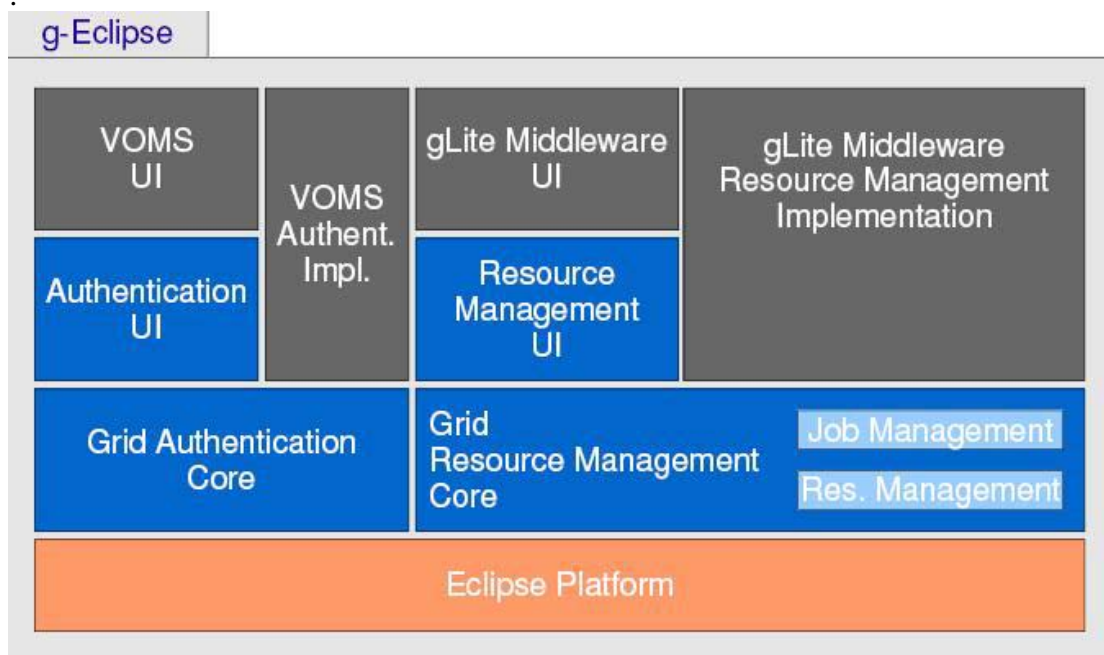 .
g-Eclipse
VOMS
UI
VOMS
Authent.
Impl.
gLite Middleware
UI
gLite Middleware
Resource Management
Implementation
Authentication
UI
Resource
Management
UI
Grid Authentication
Core
Grid
Resource Management
Core
Job Management
Res. Management
Eclipse Platform